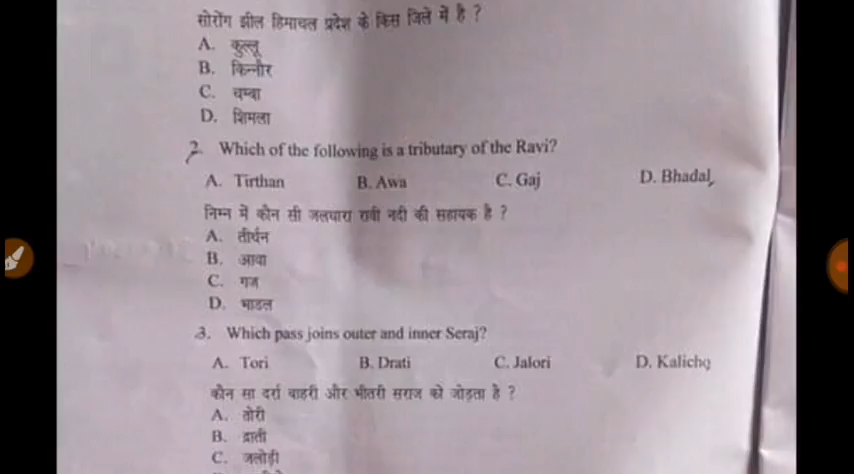 सोरोंग झील हिमाचल प्रदेश के किस जिले में है ?
A. कुल्लू
B. किन्नौर
C. चम्बा
D. शिमला
2. Which of the following is a tributary of the Ravi?
A. Tirthan B. Awa C. Gaj D. Bhadal
निम्न में कौन सी जलधारा रावी नदी की सहायक है ?
A. तीर्थन
B. आवा
C. गज
D. भाडल
3. Which pass joins outer and inner Seraj?
A. Tori B. Drati C. Jalori D. Kalicho
कौन सा दर्रा बाहरी और भीतरी सराज को जोड़ता है ?
A. तोरी
B. द्राती
C. जलोड़ी